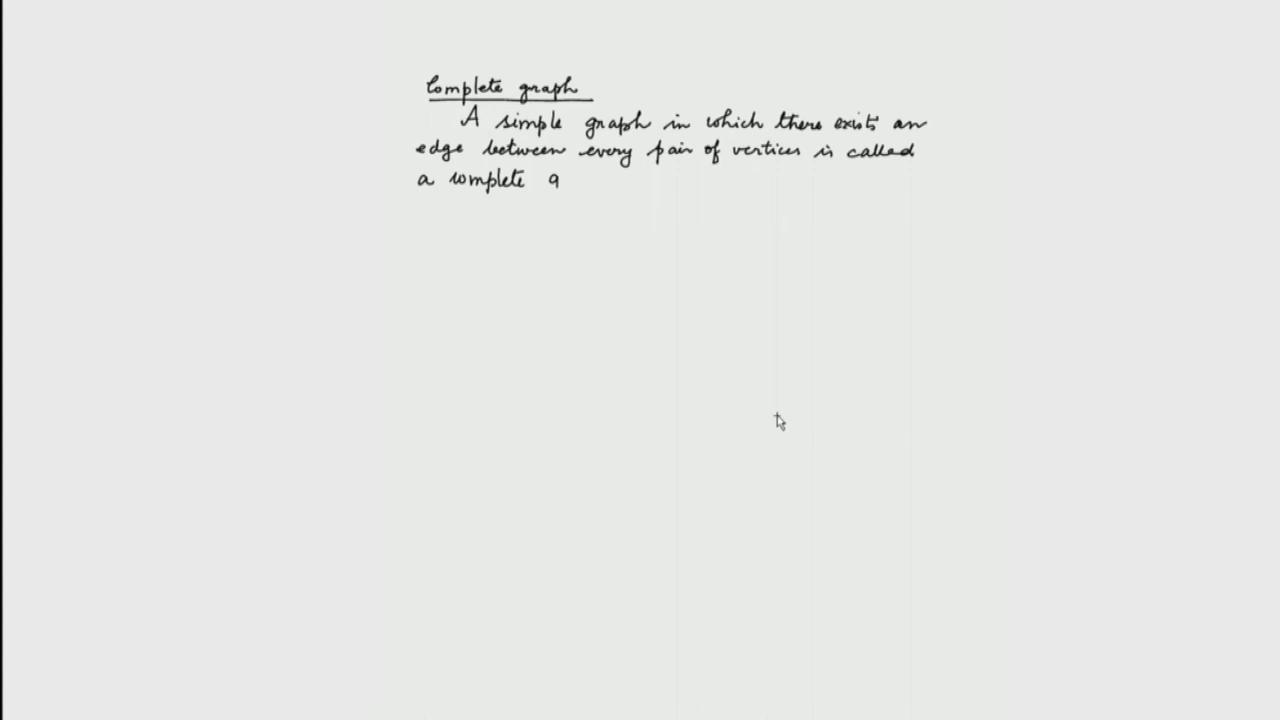 Complete graph
A simple graph in which there exists an
edge between every pair of vertices is called
a complete g